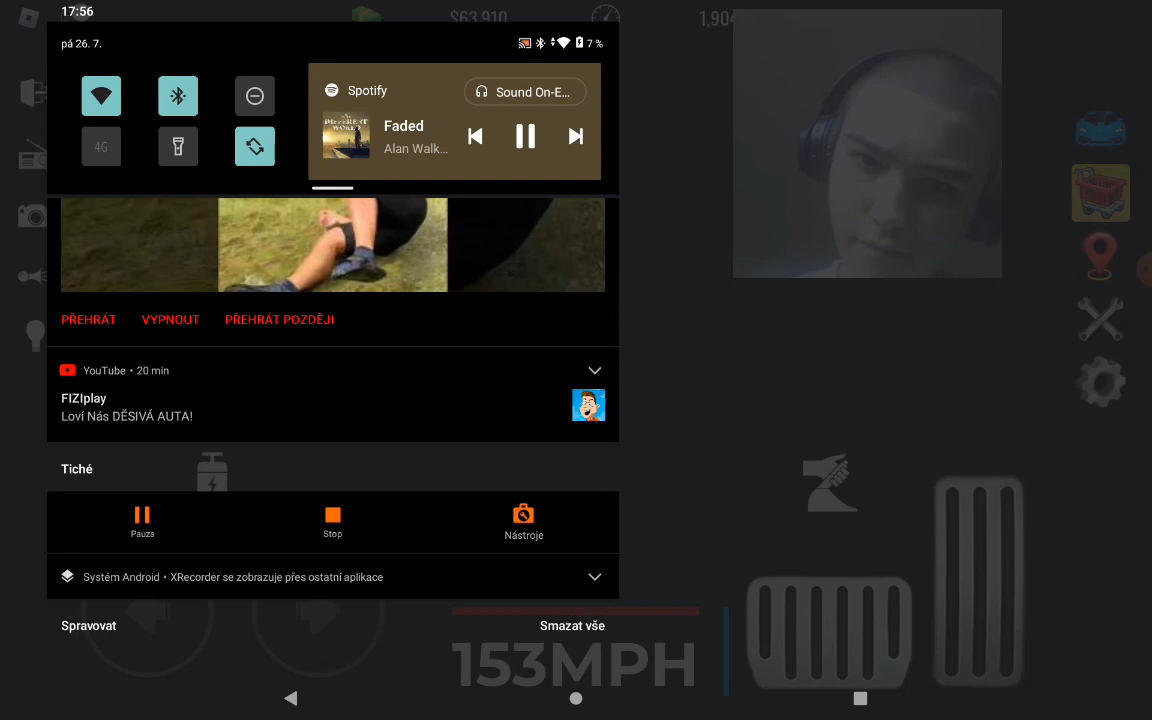 17:56
$63,910
1,904
pá 26. 7.
7 %
Spotify
Sound On-E...
DIFFERENT
WORLD
Faded
Alan Walk...
4G
PŘEHRÁT VYPNOUT PŘEHRÁT POZDĚJI
YouTube • 20 min
FIZIplay
Loví Nás DĚSIVÁ AUTA!
Tiché
Pauza Stop Nástroje
Systém Android • XRecorder se zobrazuje přes ostatní aplikace
Spravovat Smazat vše
153MPH